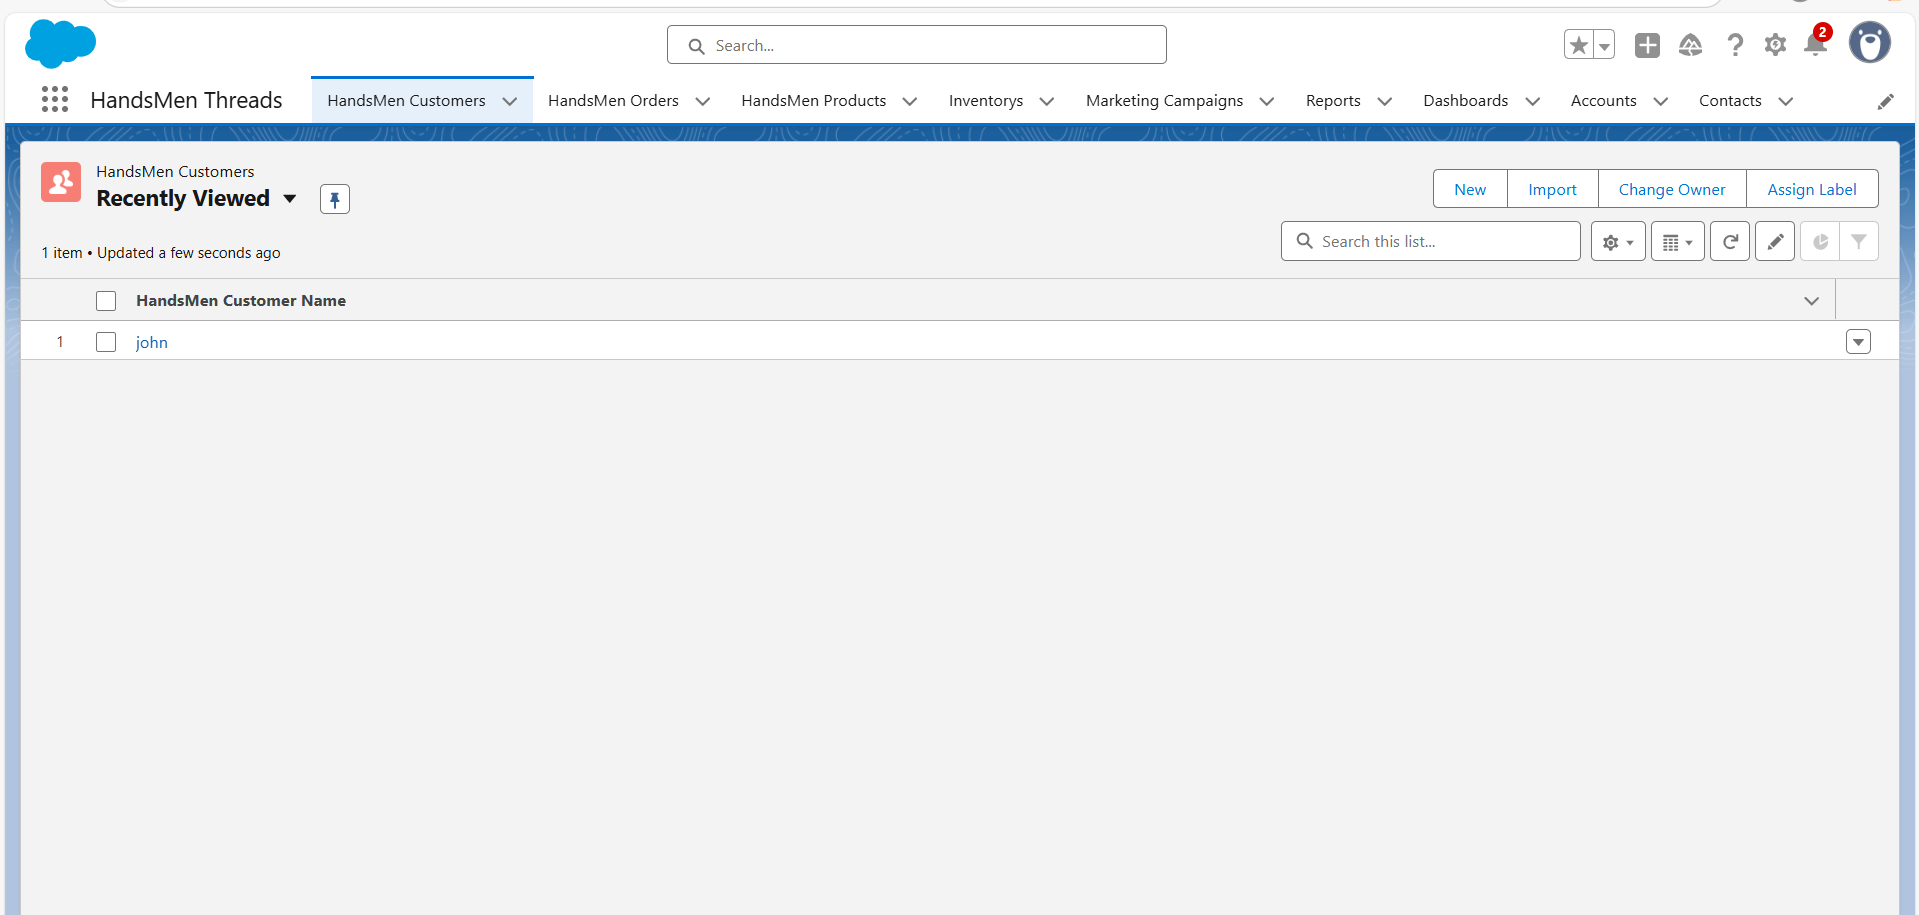 Search...
2
HandsMen Threads
HandsMen Customers
HandsMen Orders
HandsMen Products
Inventorys
Marketing Campaigns
Reports
Dashboards
Accounts
Contacts
HandsMen Customers
Recently Viewed
New
Import
Change Owner
Assign Label
1 item • Updated a few seconds ago
Search this list...
HandsMen Customer Name
1 john